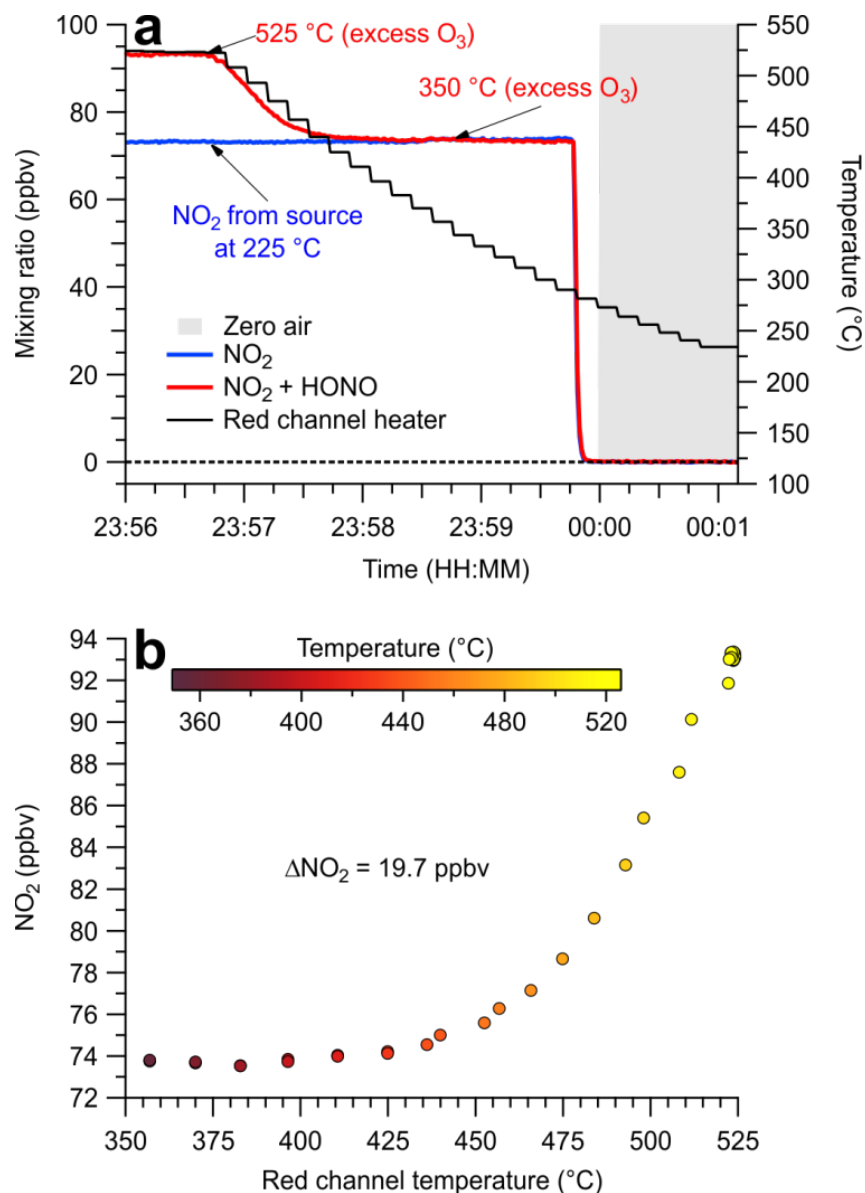 a
100
80
60
40
20
0
Mixing ratio (ppbv)
525 °C (excess O3)
350 °C (excess O3)
NO2 from source
at 225 °C
Zero air
NO2
NO2 + HONO
Red channel heater
550
500
450
400
350
300
250
200
150
100
Temperature (°C)
23:56 23:57 23:58 23:59 00:00 00:01
Time (HH:MM)
b
94
92
90
88
86
84
82
80
78
76
74
72
NO2 (ppbv)
Temperature (°C)
360 400 440 480 520
ΔNO2 = 19.7 ppbv
350 375 400 425 450 475 500 525
Red channel temperature (°C)